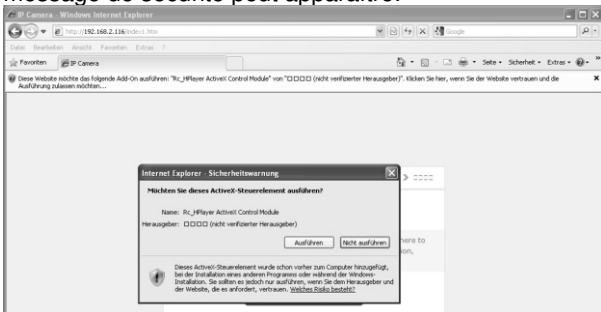 message de sécurité peut apparaître.
IP Camera - Windows Internet Explorer
http://192.168.2.116/index1.htm
Google
Datei Bearbeiten Ansicht Favoriten Extras ?
Favoriten IP Camera Seite Sicherheit Extras
Diese Website möchte das folgende Add-On ausführen: "Rc_HPlayer ActiveX Control Module" von "□□□□ (nicht verifizierter Herausgeber)". Klicken Sie hier, wenn Sie der Website vertrauen und die
Ausführung zulassen möchten...
Internet Explorer - Sicherheitswarnung
Möchten Sie dieses ActiveX-Steuerelement ausführen?
Name: Rc_HPlayer ActiveX Control Module
Herausgeber: □□□□ (nicht verifizierter Herausgeber)
Ausführen Nicht ausführen
Dieses ActiveX-Steuerelement wurde schon vorher zum Computer hinzugefügt,
bei der Installation eines anderen Programms oder während der Windows-
Installation. Sie sollten es jedoch nur ausführen, wenn Sie dem Herausgeber und
der Website, die es anfordert, vertrauen. Welches Risiko besteht?
> □□□□
here to
on,